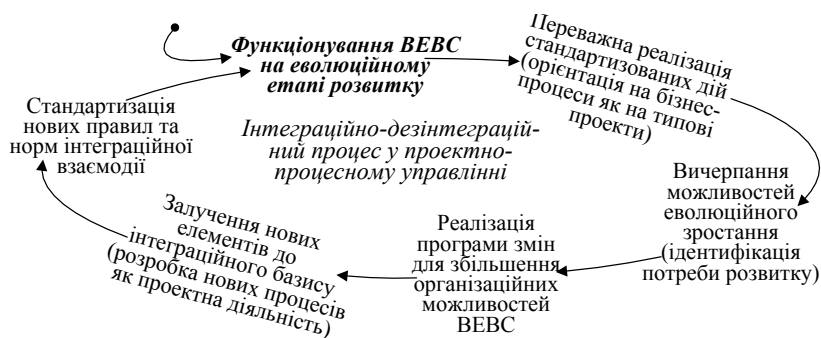 Функціонування ВЕВС
на еволюційному
етапі розвитку
Переважна реалізація
стандартизованих дій
(орієнтація на бізнес-
процеси як на типові
проекти)
Вичерпання
можливостей
еволюційного
зростання
(ідентифікація
потреби розвитку)
Реалізація
програми змін
для збільшення
організаційних
можливостей
ВЕВС
Залучення нових
елементів до
інтеграційного базису
(розробка нових процесів
як проектна діяльність)
Стандартизація
нових правил та
норм інтеграційної
взаємодії
Інтеграційно-дезінтеграцій-
ний процес у проектно-
процесному управлінні